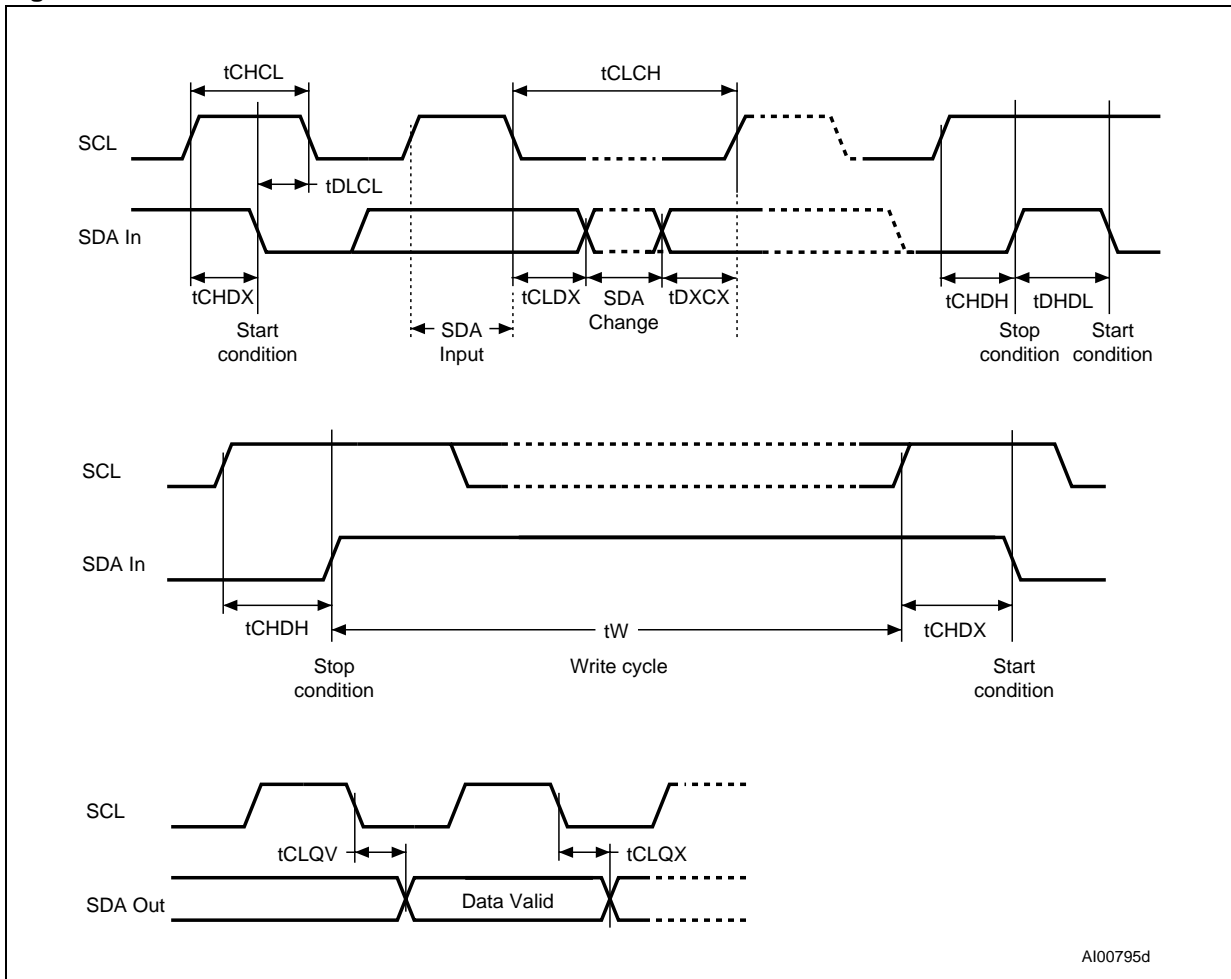 tCHCL
tCLCH
SCL
tDLCL
SDA In
tCHDX
tCLDX
SDA
Change
tDXCX
tCHDH
tDHDL
Start
condition
SDA
Input
Stop
condition
Start
condition
SCL
SDA In
tCHDH
tW
tCHDX
Stop
condition
Write cycle
Start
condition
SCL
tCLQV
tCLQX
SDA Out
Data Valid
AI00795d